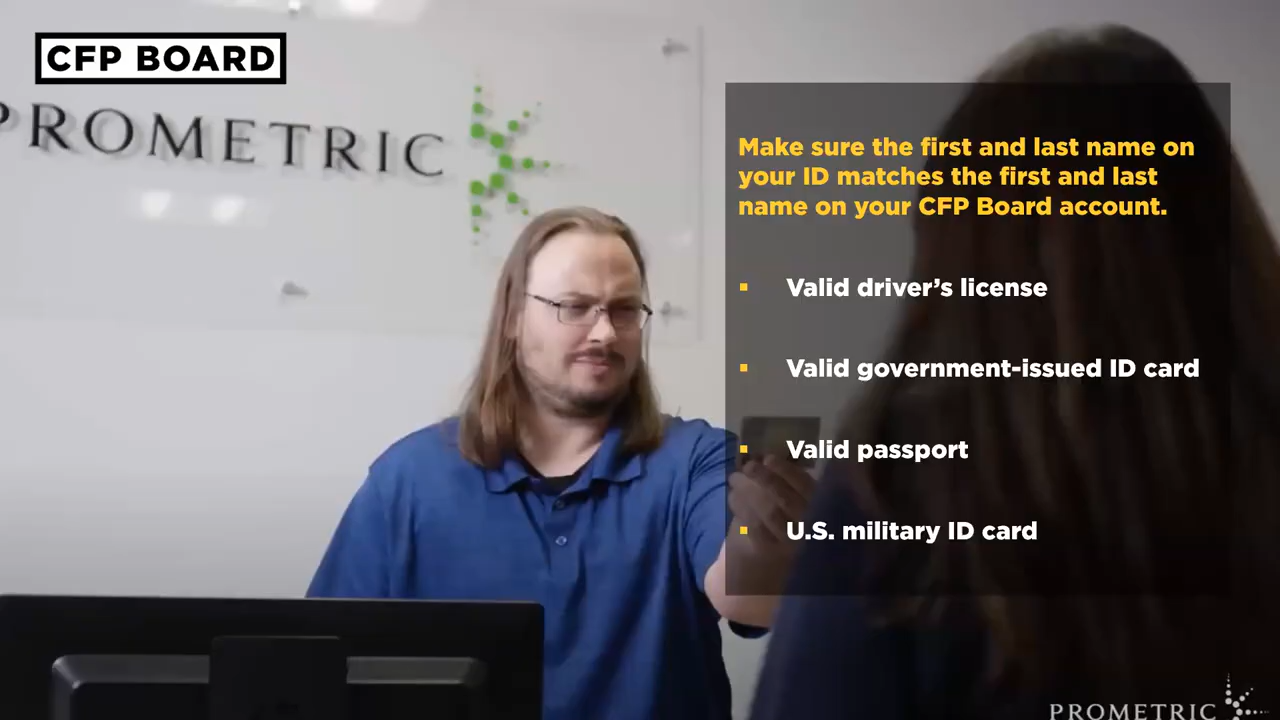 CFP BOARD
PROMETRIC
Make sure the first and last name on
your ID matches the first and last
name on your CFP Board account.
Valid driver's license
Valid government-issued ID card
Valid passport
U.S. military ID card
PROMETRIC